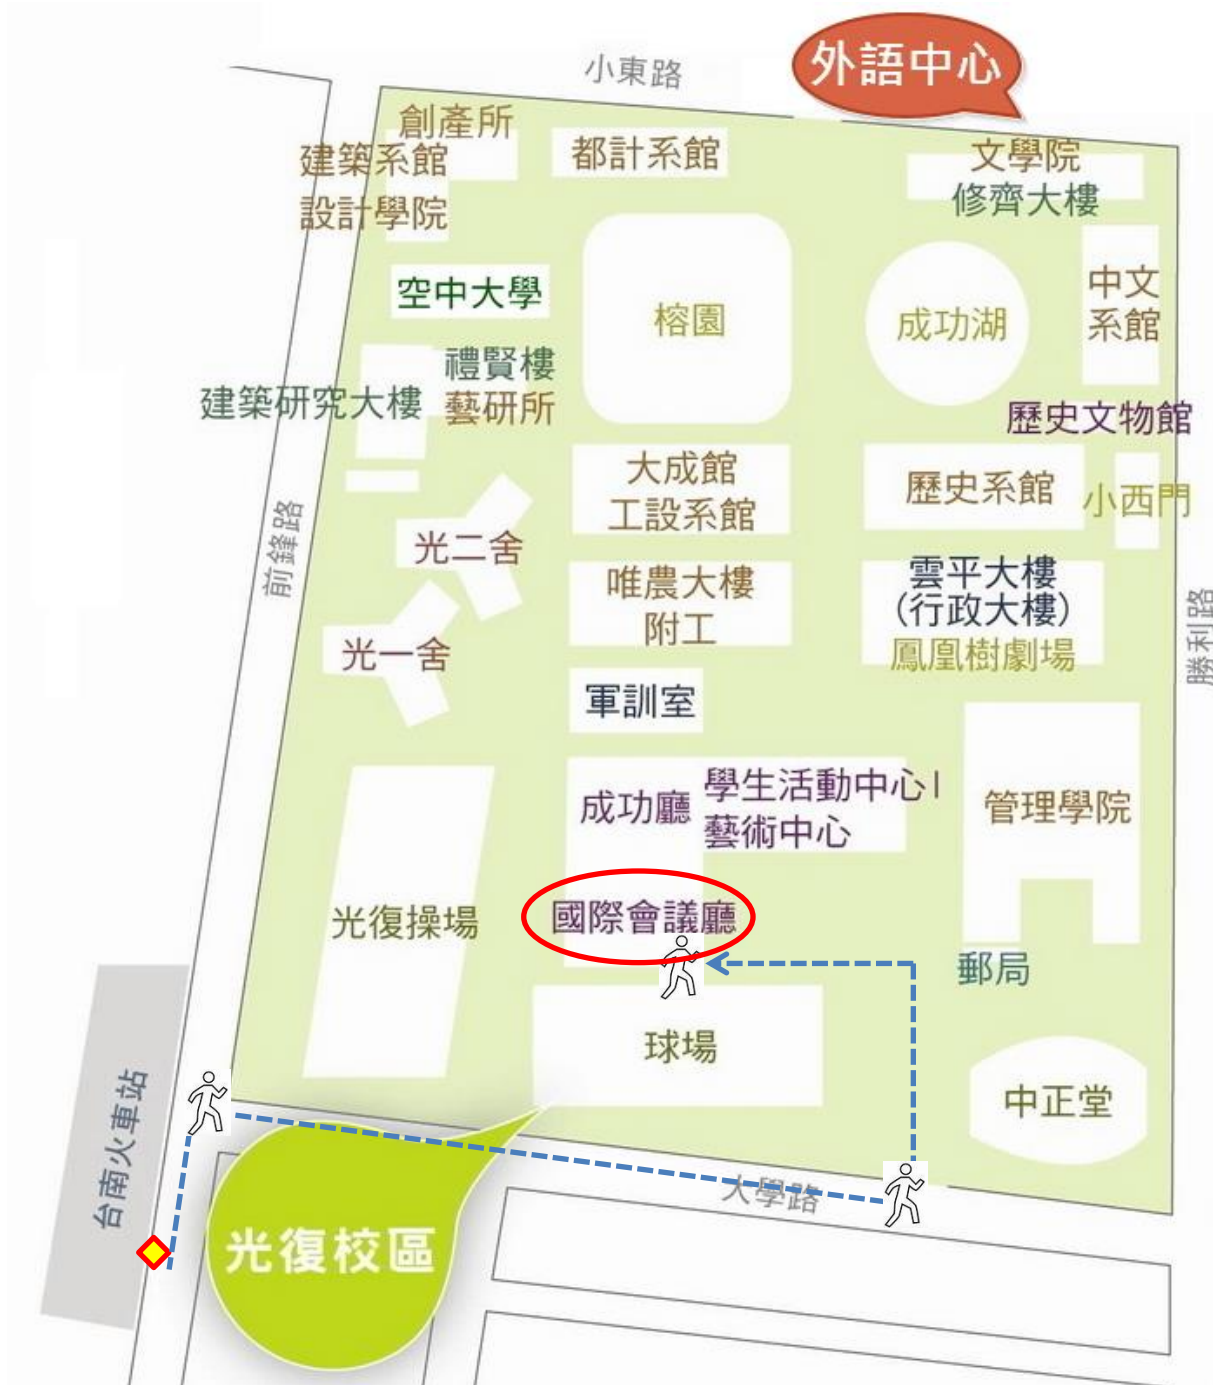 外語中心
小東路
創產所
建築系館
設計學院
都計系館
文學院
修齊大樓
空中大學
榕園
成功湖
中文
系館
禮賢樓
藝研所
建築研究大樓
歷史文物館
大成館
工設系館
歷史系館
小西門
前鋒路
光二舍
唯農大樓
附工
雲平大樓
(行政大樓)
鳳凰樹劇場
勝利路
光一舍
軍訓室
成功廳
學生活動中心I
藝術中心
管理學院
光復操場
國際會議廳
郵局
球場
中正堂
台南火車站
大學路
光復校區